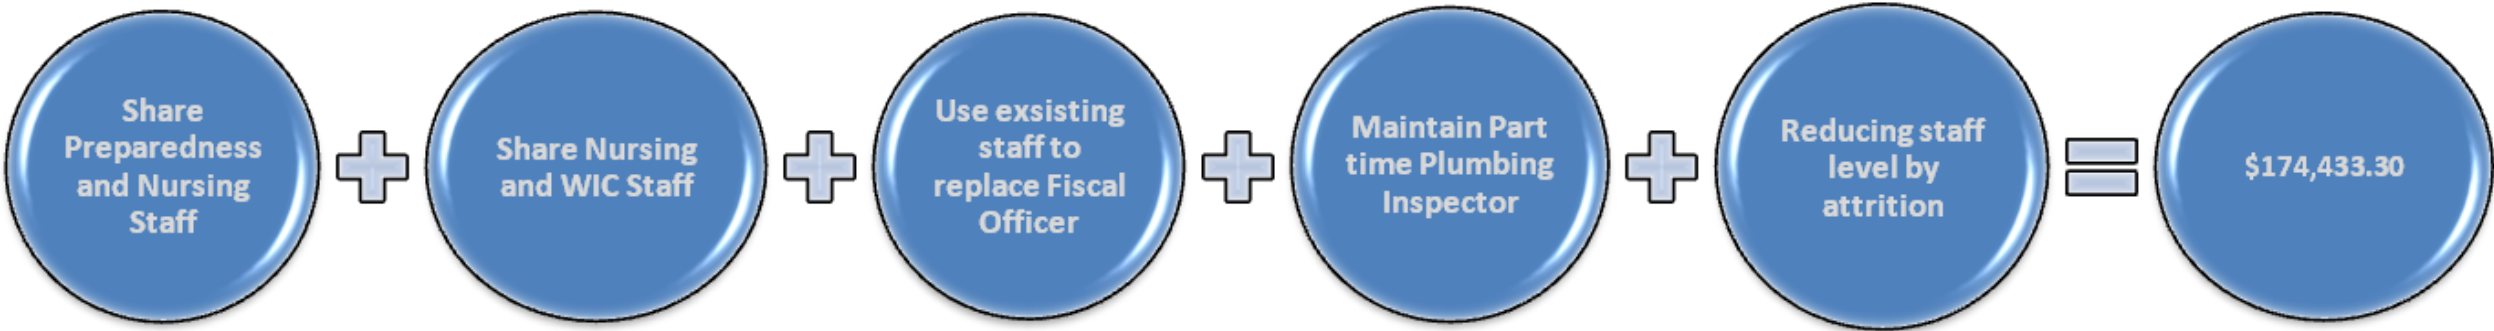 Share
Preparedness
and Nursing
Staff
Share Nursing
and WIC Staff
Use exsisting
staff to
replace Fiscal
Officer
Maintain Part
time Plumbing
Inspector
Reducing staff
level by
attrition
$174,433.30